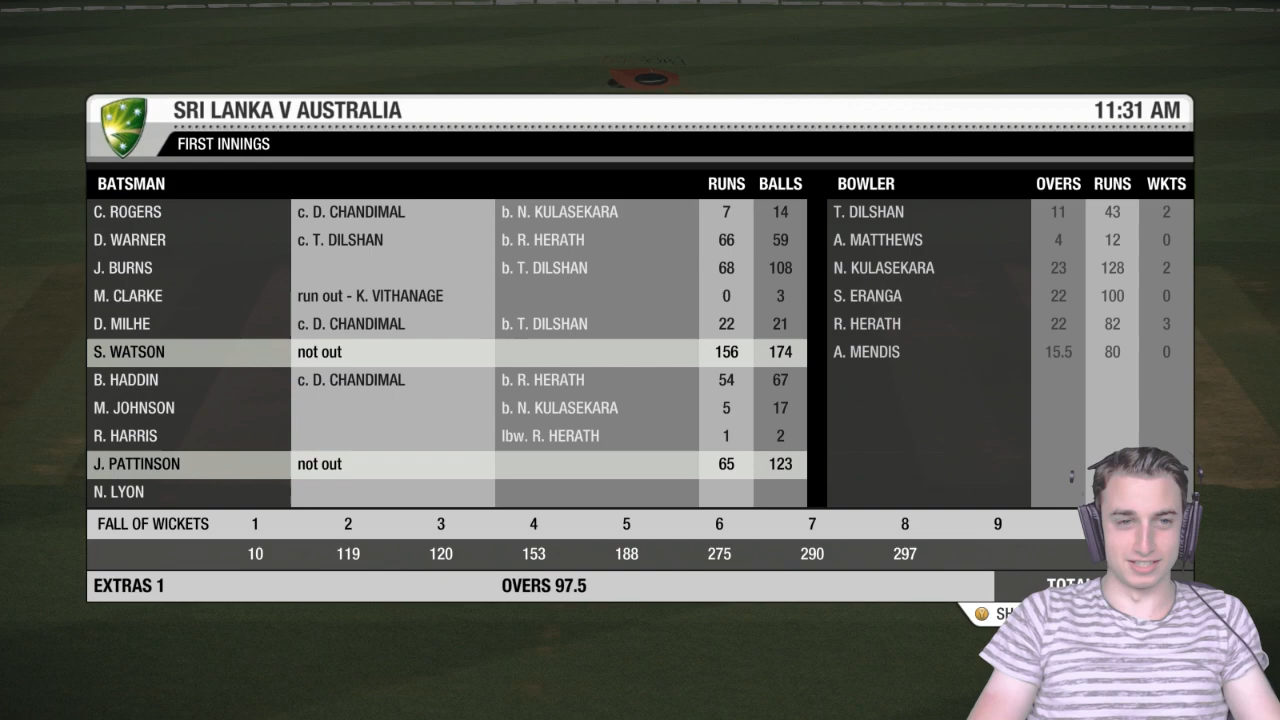 SRI LANKA V AUSTRALIA 11:31 AM
FIRST INNINGS
BATSMAN RUNS BALLS BOWLER OVERS RUNS WKTS
C. ROGERS c. D. CHANDIMAL b. N. KULASEKARA 7 14 T. DILSHAN 11 43 2
D. WARNER c. T. DILSHAN b. R. HERATH 66 59 A. MATTHEWS 4 12 0
J. BURNS b. T. DILSHAN 68 108 N. KULASEKARA 23 128 2
M. CLARKE run out - K. VITHANAGE 0 3 S. ERANGA 22 100 0
D. MILHE c. D. CHANDIMAL b. T. DILSHAN 22 21 R. HERATH 22 82 3
S. WATSON not out 156 174 A. MENDIS 15.5 80 0
B. HADDIN c. D. CHANDIMAL b. R. HERATH 54 67
M. JOHNSON b. N. KULASEKARA 5 17
R. HARRIS lbw. R. HERATH 1 2
J. PATTINSON not out 65 123
N. LYON
FALL OF WICKETS 1 2 3 4 5 6 7 8 9
10 119 120 153 188 275 290 297
EXTRAS 1 OVERS 97.5